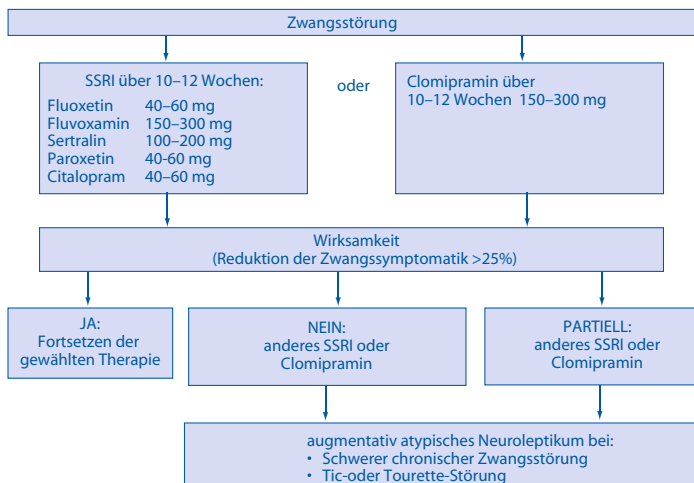 Zwangsstörung
SSRI über 10–12 Wochen:
Fluoxetin 40–60 mg
Fluvoxamin 150–300 mg
Sertralin 100–200 mg
Paroxetin 40-60 mg
Citalopram 40–60 mg
oder
Clomipramin über
10–12 Wochen 150–300 mg
Wirksamkeit
(Reduktion der Zwangssymptomatik >25%)
JA:
Fortsetzen der
gewählten Therapie
NEIN:
anderes SSRI oder
Clomipramin
PARTIELL:
anderes SSRI oder
Clomipramin
augmentativ atypisches Neuroleptikum bei:
• Schwerer chronischer Zwangsstörung
• Tic-oder Tourette-Störung